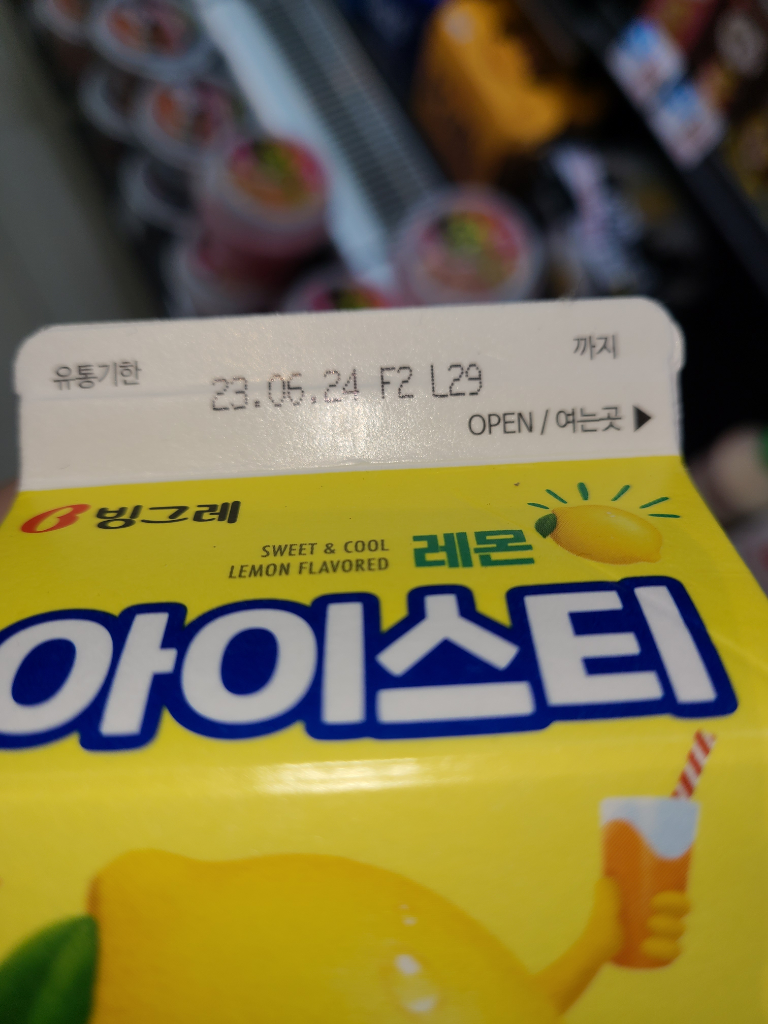 유통기한
까지
23.06.24 F2 L29
OPEN / 여는곳 ▶
빙그레
SWEET & COOL
LEMON FLAVORED
레몬
아이스티